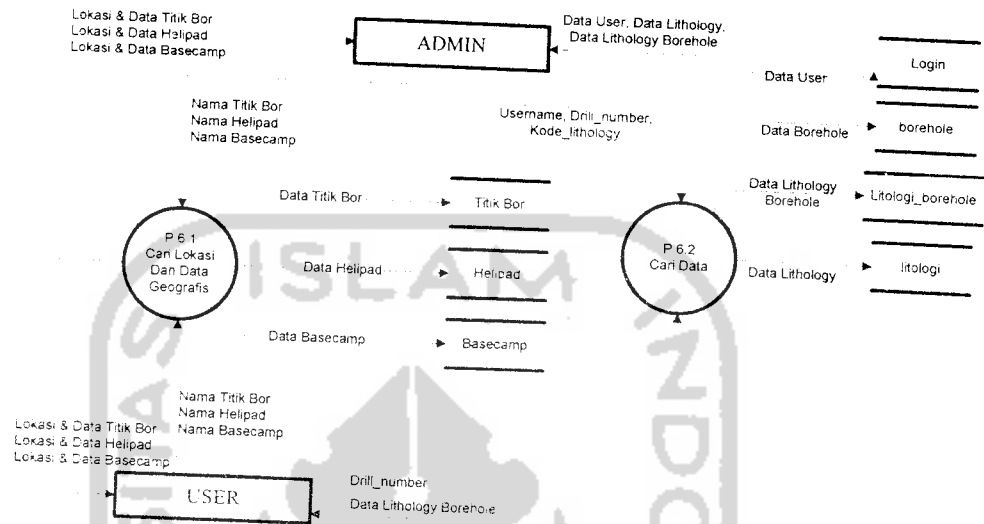 Lokasi & Data Titik Bor
Lokasi & Data Helipad
Lokasi & Data Basecamp
ADMIN
Data User, Data Lithology,
Data Lithology Borehole
Login
Data User
Nama Titik Bor
Nama Helipad
Nama Basecamp
Username, Drill_number,
Kode_lithology
Data Borehole
borehole
Data Titik Bor
Titik Bor
Data Lithology
Borehole
Litologi_borehole
P 6.1
Cari Lokasi
Dan Data
Geografis
Data Helipad
Helipad
P 6.2
Cari Data
Data Lithology
litologi
Data Basecamp
Basecamp
Nama Titik Bor
Nama Helipad
Nama Basecamp
Lokasi & Data Titik Bor
Lokasi & Data Helipad
Lokasi & Data Basecamp
USER
Drill_number
Data Lithology Borehole
ISLAM